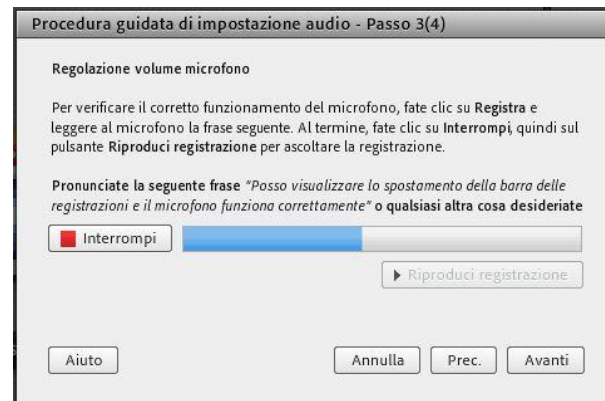 Procedura guidata di impostazione audio - Passo 3(4)
Regolazione volume microfono
Per verificare il corretto funzionamento del microfono, fate clic su Registra e
leggere al microfono la frase seguente. Al termine, fate clic su Interrompi, quindi sul
pulsante Riproduci registrazione per ascoltare la registrazione.
Pronunciate la seguente frase "Posso visualizzare lo spostamento della barra delle
registrazioni e il microfono funziona correttamente" o qualsiasi altra cosa desideriate
Interrompi
Riproduci registrazione
Aiuto Annulla Prec. Avanti